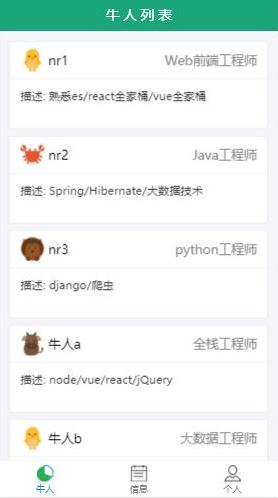 牛人列表
nr1 Web前端工程师
描述: 熟悉es/react全家桶/vue全家桶
nr2 Java工程师
描述: Spring/Hibernate/大数据技术
nr3 python工程师
描述: django/爬虫
牛人a 全栈工程师
描述: node/vue/react/jQuery
牛人b 大数据工程师
牛人 信息 个人